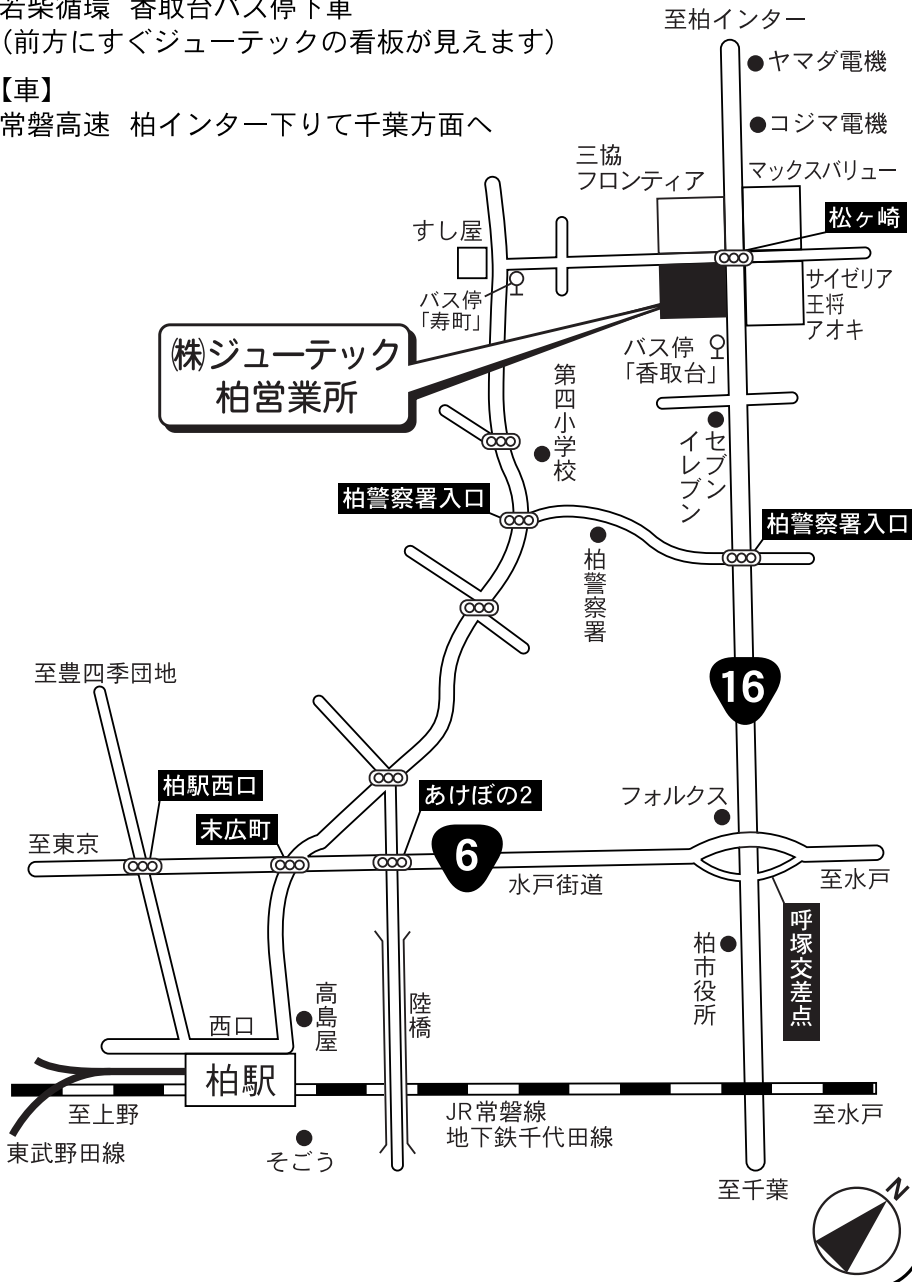 若柴循環 香取台バス停下車
(前方にすぐジューテックの看板が見えます)
【車】
常磐高速 柏インター下りて千葉方面へ
至柏インター
ヤマダ電機
コジマ電機
三協
フロンティア
マックスバリュー
松ヶ崎
すし屋
バス停
「寿町」
サイゼリア
王将
アオキ
㈱ジューテック
柏営業所
バス停
「香取台」
第四小学校
セブン
イレブン
柏警察署入口
柏警察署入口
柏警察署
16
至豊四季団地
柏駅西口
あけぼの2
末広町
フォルクス
至東京
6
水戸街道
至水戸
呼塚交差点
柏市役所
高島屋
陸橋
西口
柏駅
至上野
JR常磐線
地下鉄千代田線
至水戸
東武野田線
そごう
至千葉
N